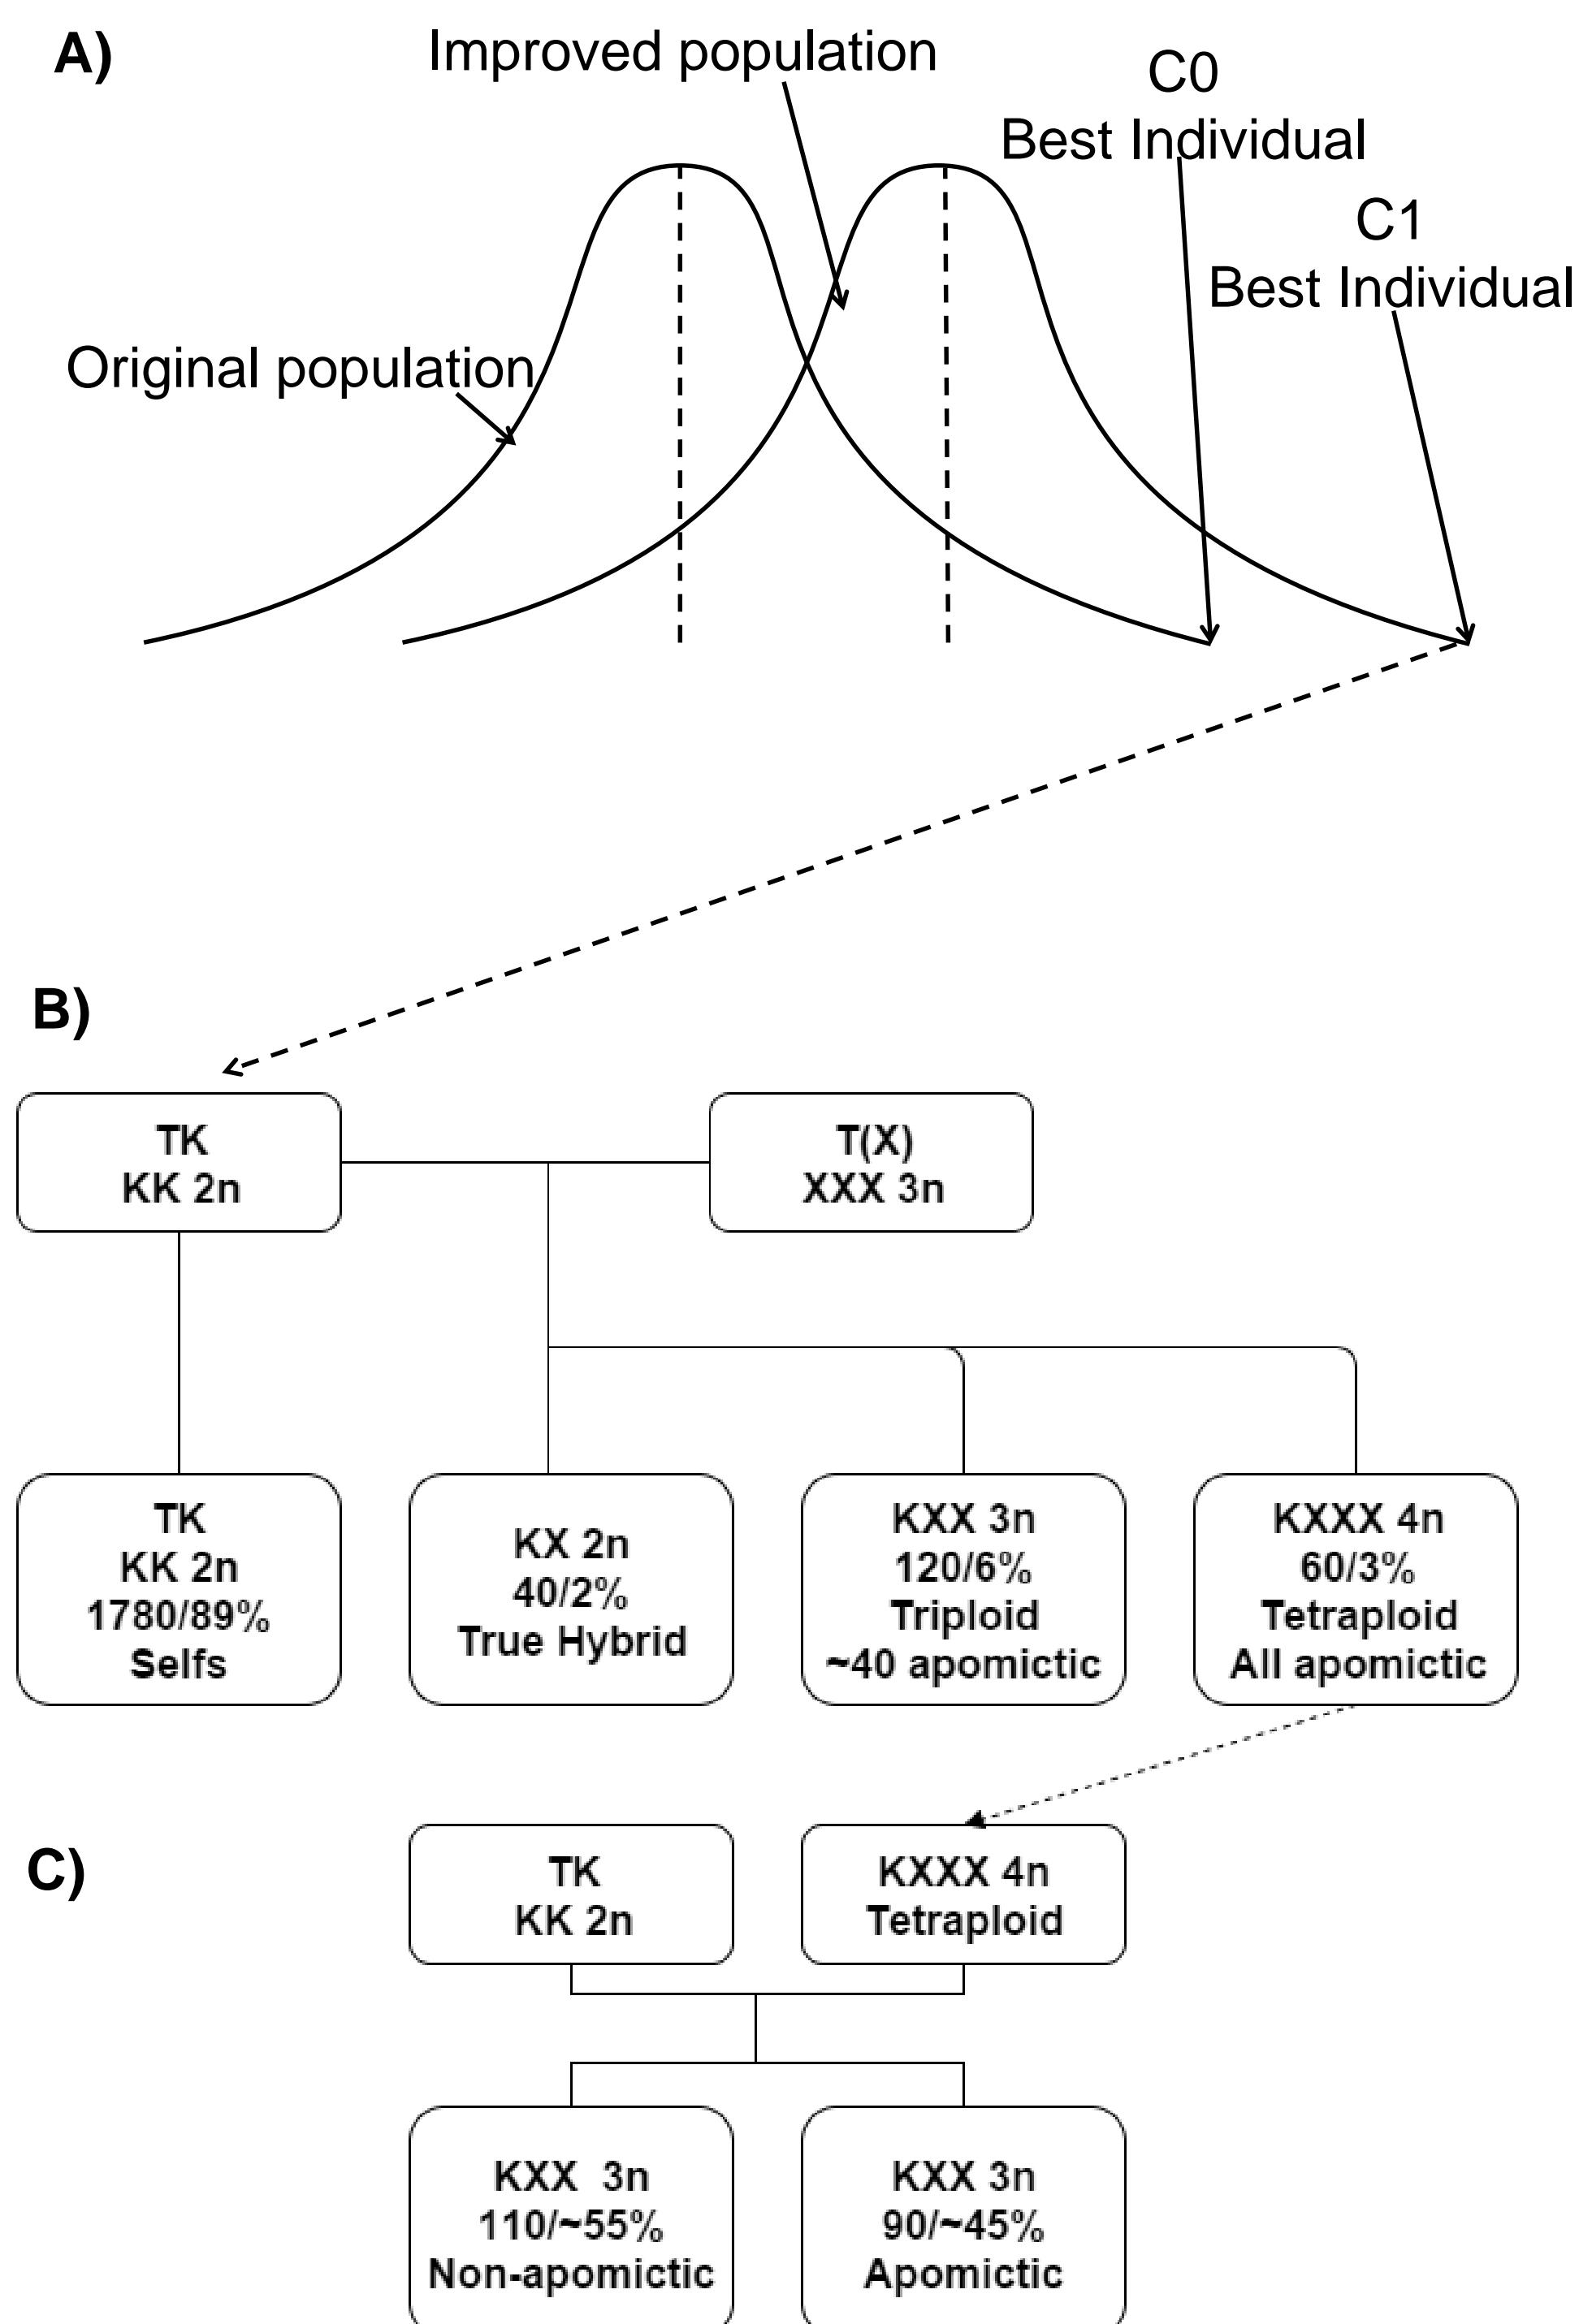 A)
Improved population
C0
Best Individual
C1
Best Individual
Original population
B)
TK
KK 2n
T(X)
XXX 3n
TK
KK 2n
1780/89%
Selfs
KX 2n
40/2%
True Hybrid
KXX 3n
120/6%
Triploid
~40 apomictic
KXXX 4n
60/3%
Tetraploid
All apomictic
C)
TK
KK 2n
KXXX 4n
Tetraploid
KXX 3n
110/~55%
Non-apomictic
KXX 3n
90/~45%
Apomictic